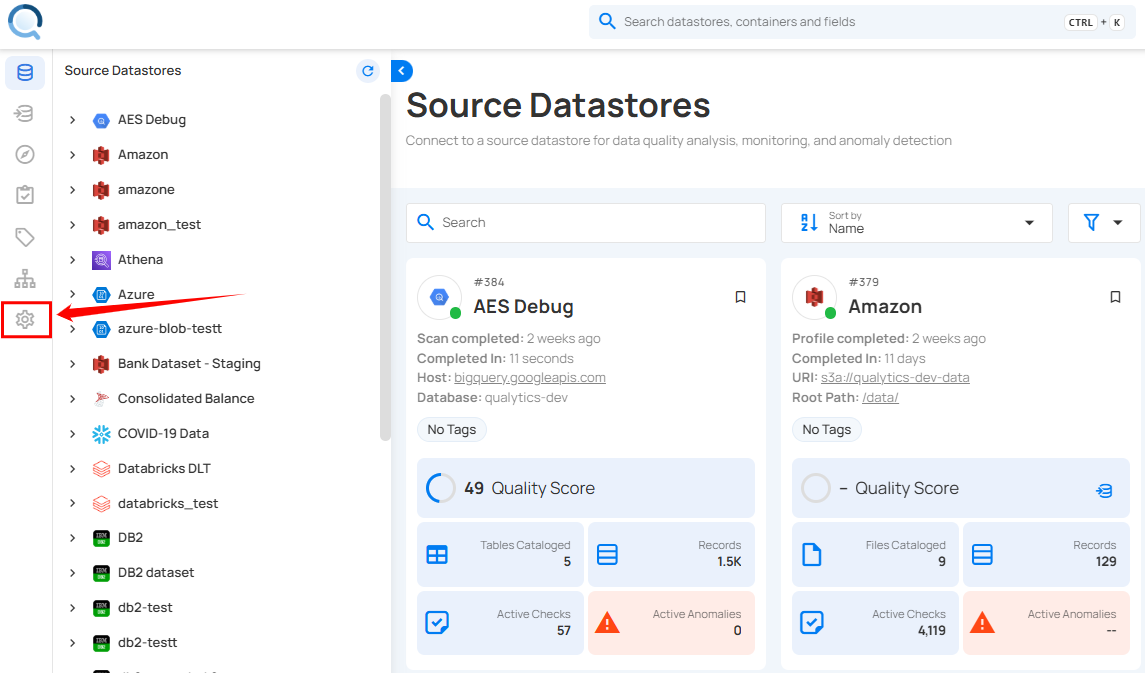 Search datastores, containers and fields
CTRL + K
Source Datastores
AES Debug
Amazon
amazone
amazon_test
Athena
Azure
azure-blob-testt
Bank Dataset - Staging
Consolidated Balance
COVID-19 Data
Databricks DLT
databricks_test
DB2
DB2 dataset
db2-test
db2-testt
Source Datastores
Connect to a source datastore for data quality analysis, monitoring, and anomaly detection
Search
Sort by
Name
#384
AES Debug
Scan completed: 2 weeks ago
Completed In: 11 seconds
Host: bigquery.googleapis.com
Database: qualytics-dev
No Tags
49 Quality Score
Tables Cataloged
5
Records
1.5K
Active Checks
57
Active Anomalies
0
#379
Amazon
Profile completed: 2 weeks ago
Completed In: 11 days
URI: s3a://qualytics-dev-data
Root Path: /data/
No Tags
– Quality Score
Files Cataloged
9
Records
129
Active Checks
4,119
Active Anomalies
--